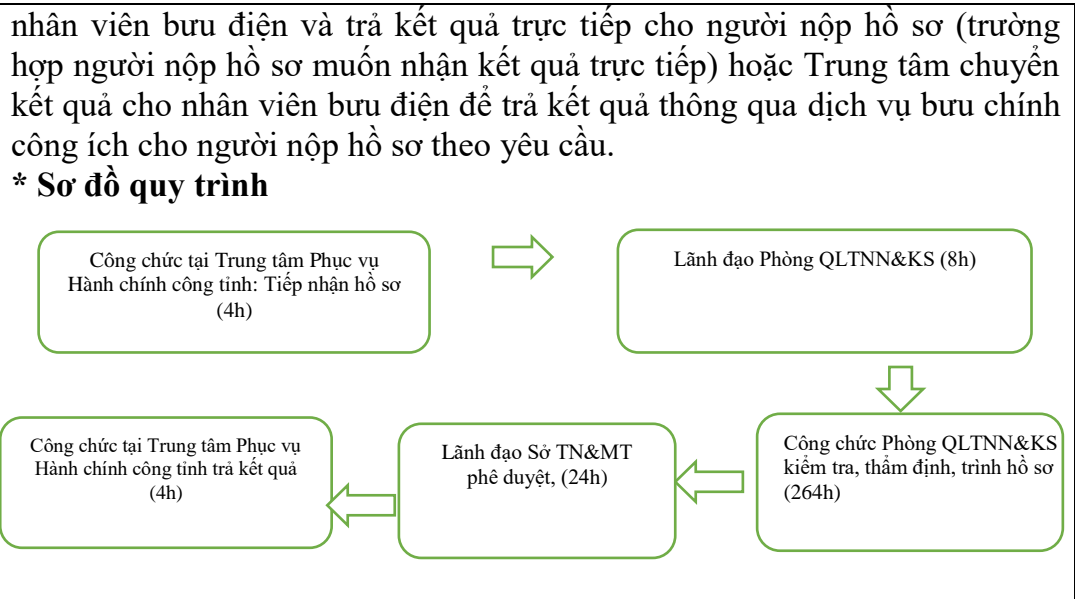 nhân viên bưu điện và trả kết quả trực tiếp cho người nộp hồ sơ (trường
hợp người nộp hồ sơ muốn nhận kết quả trực tiếp) hoặc Trung tâm chuyển
kết quả cho nhân viên bưu điện để trả kết quả thông qua dịch vụ bưu chính
công ích cho người nộp hồ sơ theo yêu cầu.
* Sơ đồ quy trình
Công chức tại Trung tâm Phục vụ
Hành chính công tỉnh: Tiếp nhận hồ sơ
(4h)
Lãnh đạo Phòng QLTNN&KS (8h)
Công chức Phòng QLTNN&KS
kiểm tra, thẩm định, trình hồ sơ
(264h)
Lãnh đạo Sở TN&MT
phê duyệt, (24h)
Công chức tại Trung tâm Phục vụ
Hành chính công tỉnh trả kết quả
(4h)